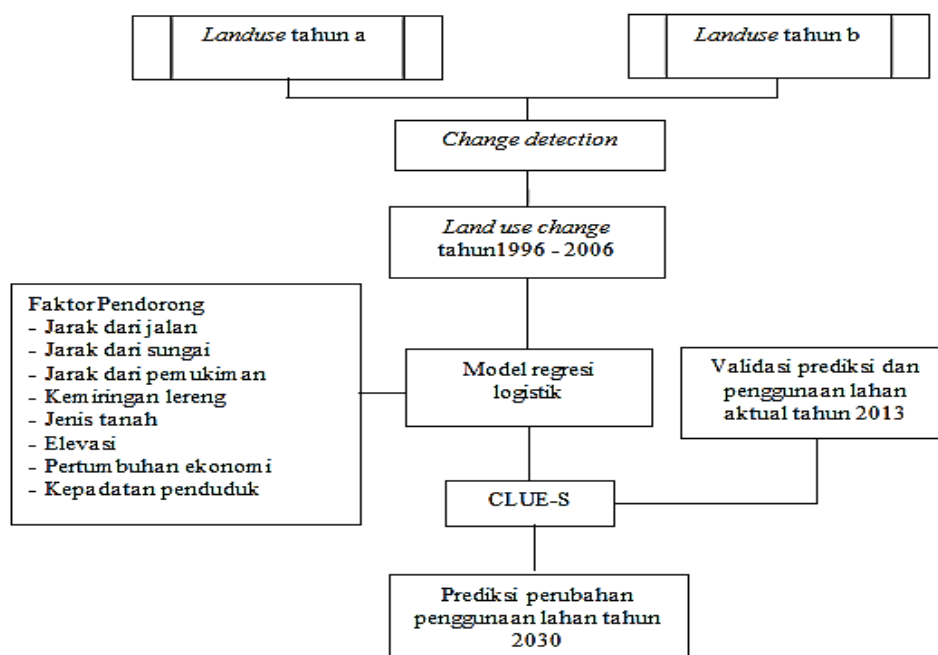 Landuse tahun a
Landuse tahun b
Change detection
Land use change
tahun1996 - 2006
Faktor Pendorong
- Jarak dari jalan
- Jarak dari sungai
- Jarak dari pemukiman
- Kemiringan lereng
- Jenis tanah
- Elevasi
- Pertumbuhan ekonomi
- Kepadatan penduduk
Model regresi
logistik
Validasi prediksi dan
penggunaan lahan
aktual tahun 2013
CLUE-S
Prediksi perubahan
penggunaan lahan tahun
2030